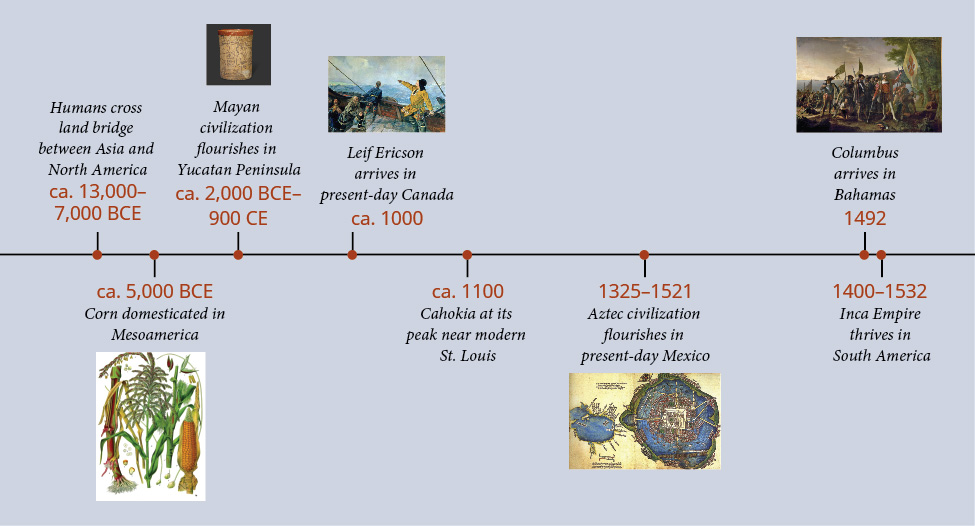 Humans cross
land bridge
between Asia and
North America
ca. 13,000–
7,000 BCE
Mayan
civilization
flourishes in
Yucatan Peninsula
ca. 2,000 BCE–
900 CE
Leif Ericson
arrives in
present-day Canada
ca. 1000
Columbus
arrives in
Bahamas
1492
ca. 5,000 BCE
Corn domesticated in
Mesoamerica
ca. 1100
Cahokia at its
peak near modern
St. Louis
1325–1521
Aztec civilization
flourishes in
present-day Mexico
1400–1532
Inca Empire
thrives in
South America